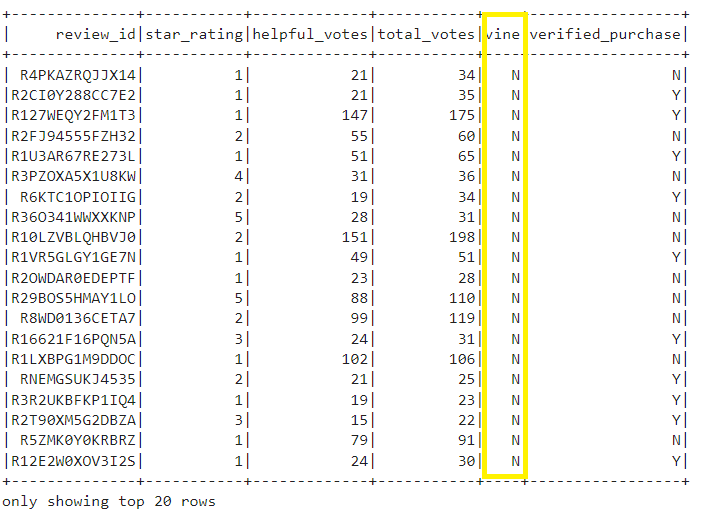 +--------------+-----------+-------------+-----------+----+-----------------+
|     review_id|star_rating|helpful_votes|total_votes|vine|verified_purchase|
+--------------+-----------+-------------+-----------+----+-----------------+
| R4PKAZRQJJX14|          1|           21|         34|   N|                N|
|R2CI0Y288CC7E2|          1|           21|         35|   N|                Y|
|R127WEQY2FM1T3|          1|          147|        175|   N|                Y|
|R2FJ94555FZH32|          2|           55|         60|   N|                N|
|R1U3AR67RE273L|          1|           51|         65|   N|                Y|
|R3PZOXA5X1U8KW|          4|           31|         36|   N|                N|
| R6KTC1OPIOIIG|          2|           19|         34|   N|                Y|
|R36O341WWXXKNP|          5|           28|         31|   N|                N|
|R10LZVBLQHBVJ0|          2|          151|        198|   N|                N|
|R1VR5GLGY1GE7N|          1|           49|         51|   N|                Y|
|R2OWDAR0EDEPTF|          1|           23|         28|   N|                N|
|R29BOS5HMAY1LO|          5|           88|        110|   N|                N|
| R8WD0136CETA7|          2|           99|        119|   N|                N|
|R16621F16PQN5A|          3|           24|         31|   N|                Y|
|R1LXBPG1M9DDOC|          1|          102|        106|   N|                N|
| RNEMGSUKJ4535|          2|           21|         25|   N|                Y|
|R3R2UKBFKP1IQ4|          1|           19|         23|   N|                Y|
|R2T90XM5G2DBZA|          3|           15|         22|   N|                Y|
| R5ZMK0Y0KRBRZ|          1|           79|         91|   N|                N|
|R12E2W0XOV3I2S|          1|           24|         30|   N|                Y|
+--------------+-----------+-------------+-----------+----+-----------------+
only showing top 20 rows